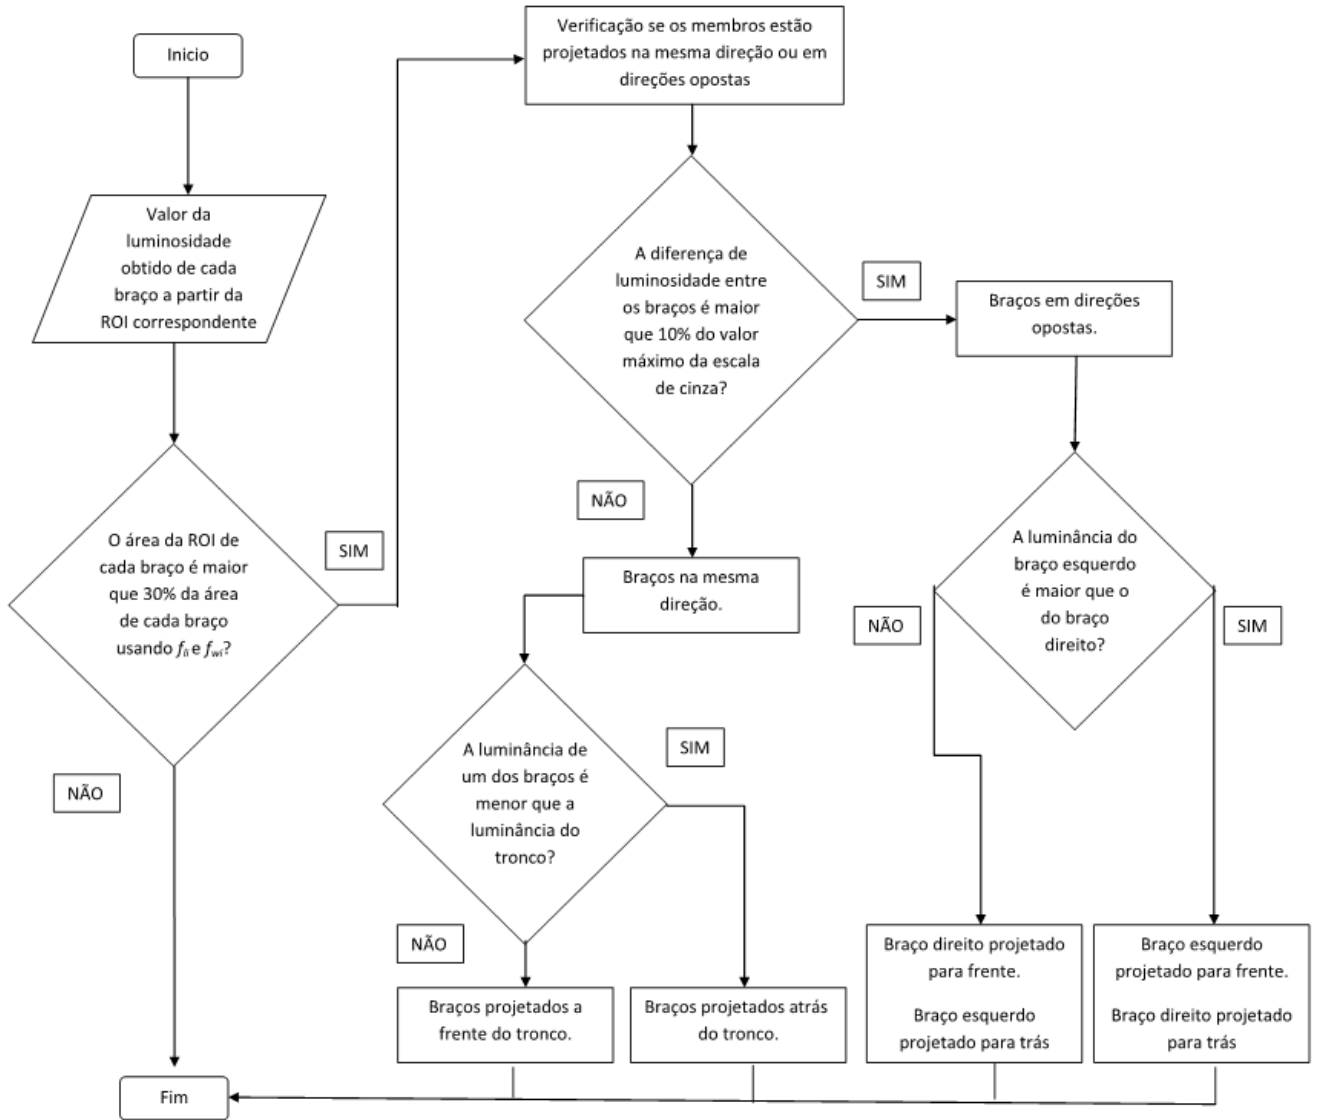 Inicio
Valor da
luminosidade
obtido de cada
braço a partir da
ROI correspondente
O área da ROI de
cada braço é maior
que 30% da área
de cada braço
usando fli e fwi?
SIM
NÃO
Verificação se os membros estão
projetados na mesma direção ou em
direções opostas
A diferença de
luminosidade entre
os braços é maior
que 10% do valor
máximo da escala
de cinza?
SIM
NÃO
Braços em direções
opostas.
Braços na mesma
direção.
A luminância do
braço esquerdo
é maior que o
do braço
direito?
NÃO
SIM
A luminância de
um dos braços é
menor que a
luminância do
tronco?
SIM
NÃO
Braços projetados a
frente do tronco.
Braços projetados atrás
do tronco.
Braço direito projetado
para frente.
Braço esquerdo
projetado para trás
Braço esquerdo
projetado para frente.
Braço direito projetado
para trás
Fim